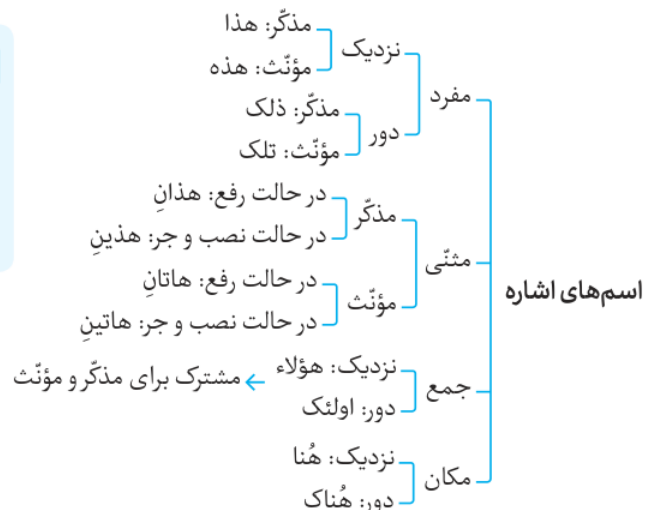 اسم‌های اشاره
مفرد
نزدیک
مذکّر: هذا
مؤنّث: هذه
دور
مذکّر: ذلک
مؤنّث: تلک
مثنّی
مذکّر
در حالت رفع: هذانِ
در حالت نصب و جر: هذینِ
مؤنّث
در حالت رفع: هاتانِ
در حالت نصب و جر: هاتینِ
جمع
نزدیک: هؤلاء
دور: اولئک
مشترک برای مذکّر و مؤنّث
مکان
نزدیک: هُنا
دور: هُناک